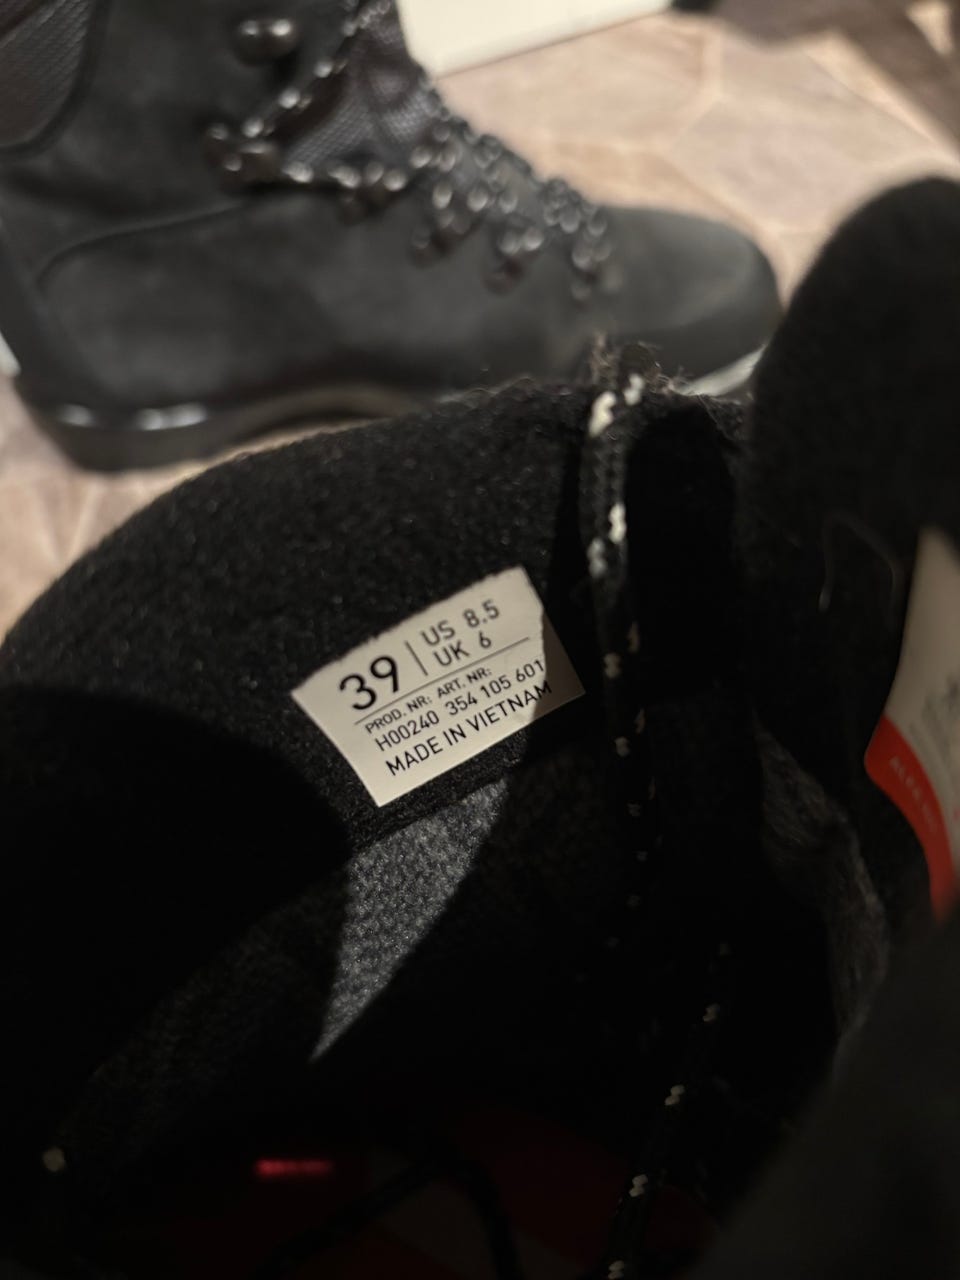 39 | US 8.5
UK 6
PROD. NR: ART. NR:
H00240 354 105 601
MADE IN VIETNAM